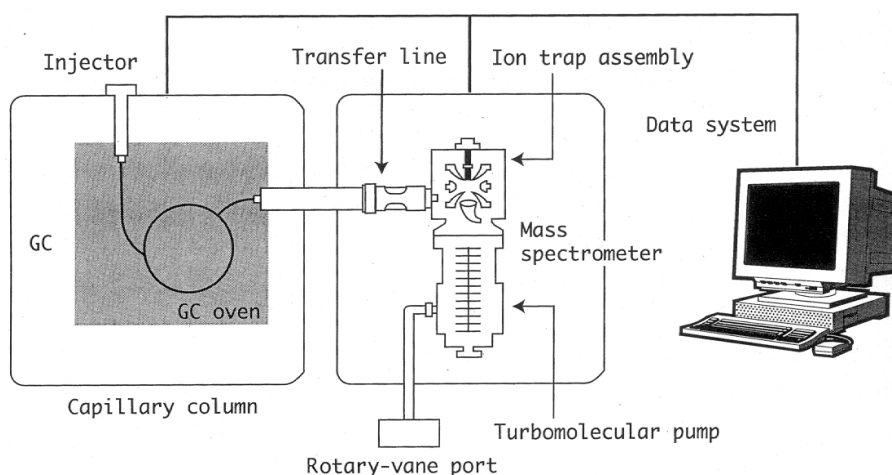 Injector
Transfer line
Ion trap assembly
Data system
GC
Mass
spectrometer
GC oven
Capillary column
Turbomolecular pump
Rotary-vane port